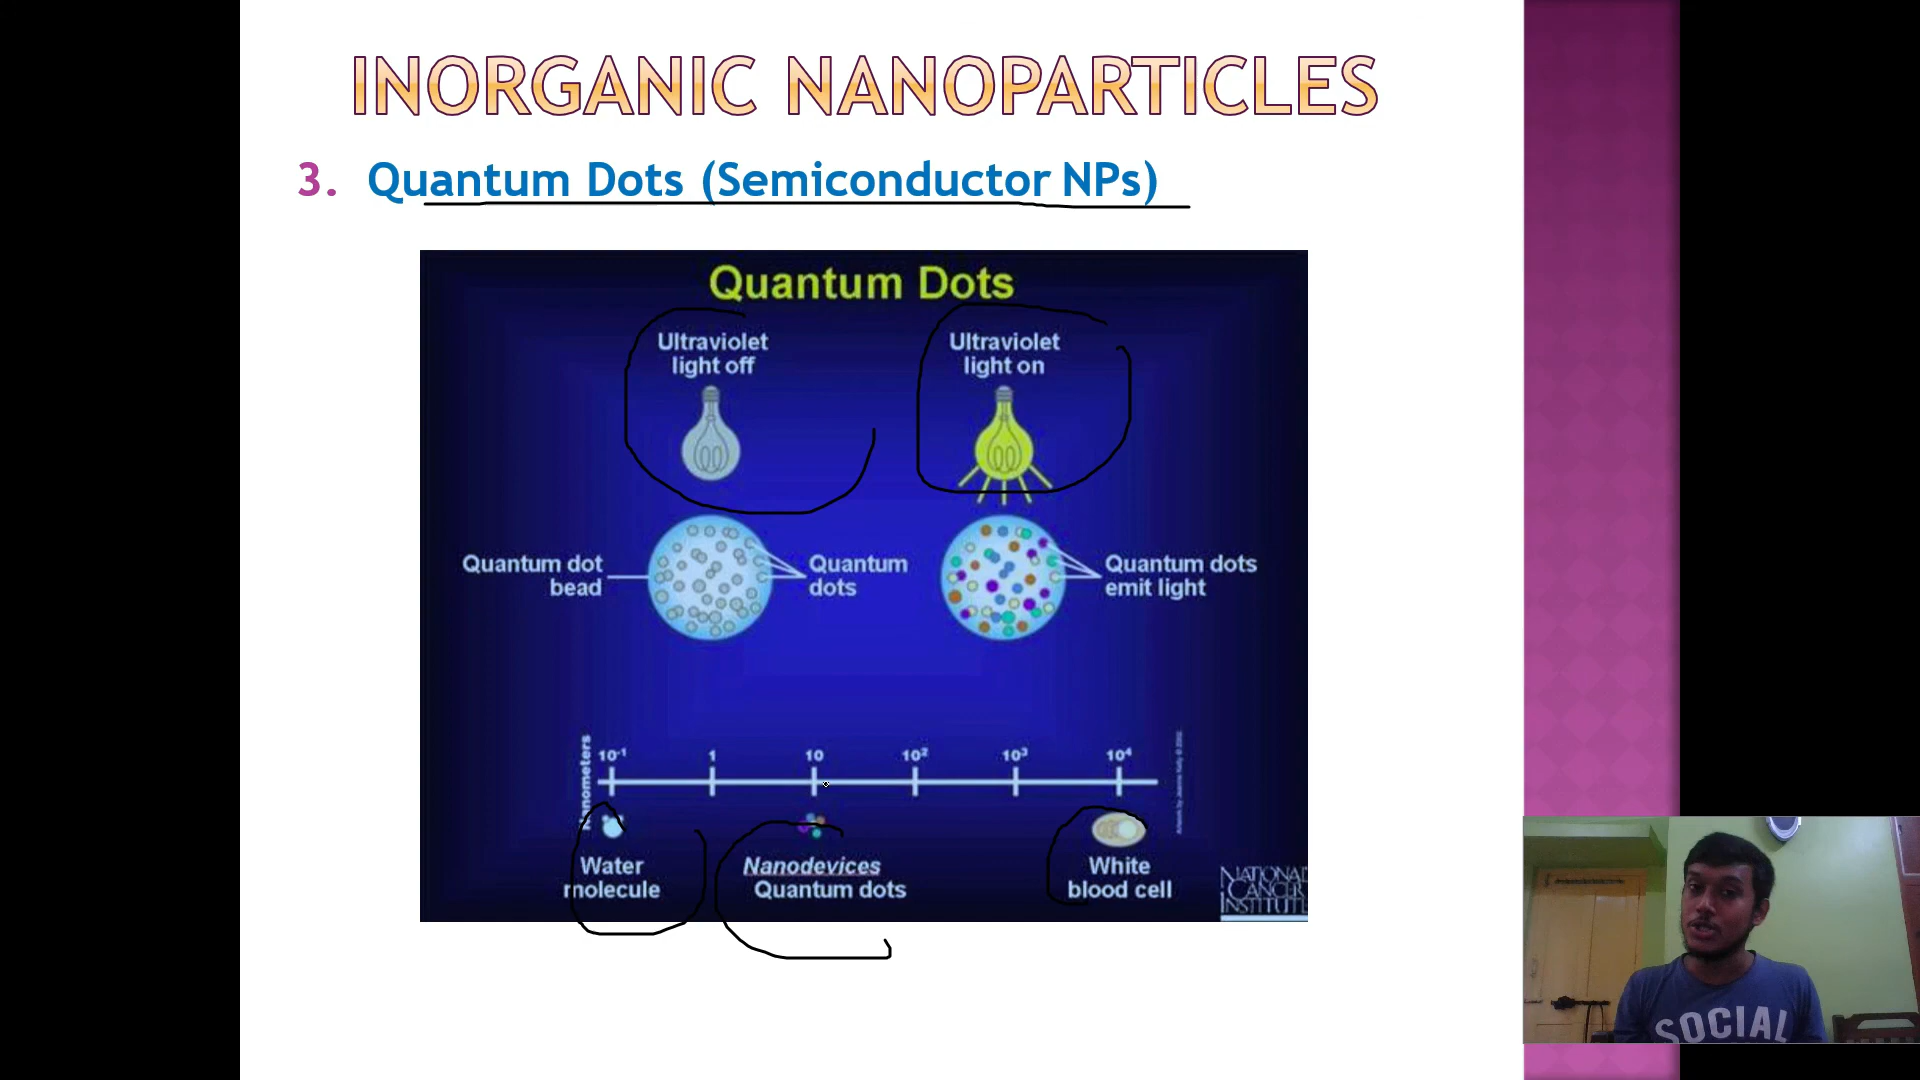 INORGANIC NANOPARTICLES
3. Quantum Dots (Semiconductor NPs)
Quantum Dots
Ultraviolet
light off
Ultraviolet
light on
Quantum dot
bead
Quantum
dots
Quantum dots
emit light
Nanometers
10⁻¹ 1 10 10² 10³ 10⁴
Water
molecule
Nanodevices
Quantum dots
White
blood cell
NATIONAL
CANCER
INSTITUTE
SOCIAL